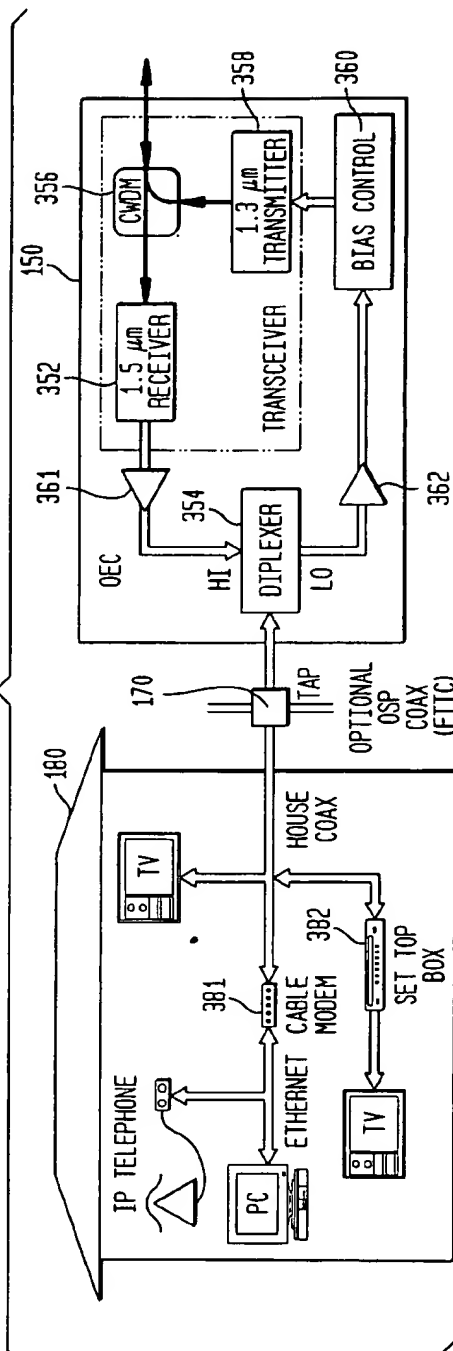 180
IP TELEPHONE
PC
ETHERNET
381
CABLE
MODEM
TV
HOUSE
COAX
TV
382
SET TOP
BOX
170
TAP
OPTIONAL
OSP
COAX
(FTTC)
150
OEC
361
HI
354
DIPLEXER
LO
362
352
1.5 μm
RECEIVER
356
CWDM
TRANSCEIVER
358
1.3 μm
TRANSMITTER
360
BIAS CONTROL